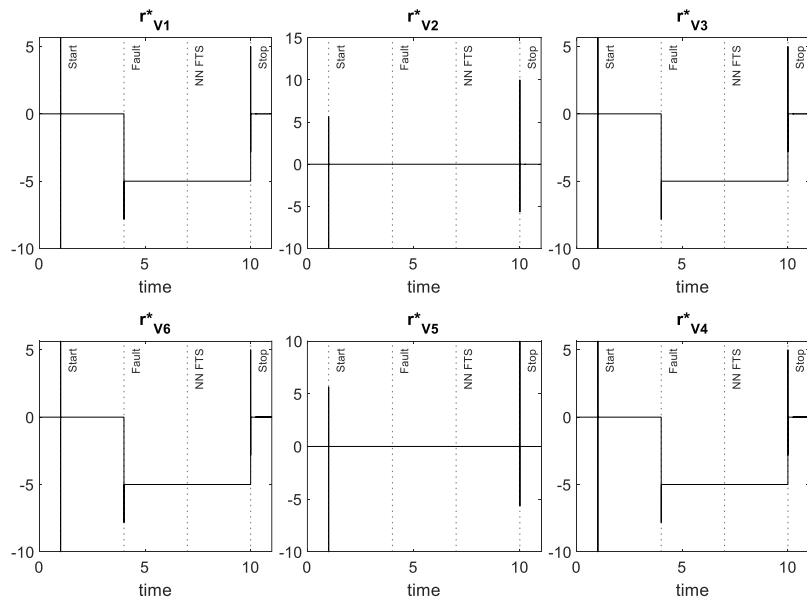 r*V1
5
0
-5
-10
Start
Fault
NN FTS
Stop
0
5
10
time
r*V2
15
10
5
0
-5
-10
Start
Fault
NN FTS
Stop
0
5
10
time
r*V3
5
0
-5
-10
Start
Fault
NN FTS
Stop
0
5
10
time
r*V6
5
0
-5
-10
Start
Fault
NN FTS
Stop
0
5
10
time
r*V5
10
5
0
-5
-10
Start
Fault
NN FTS
Stop
0
5
10
time
r*V4
5
0
-5
-10
Start
Fault
NN FTS
Stop
0
5
10
time